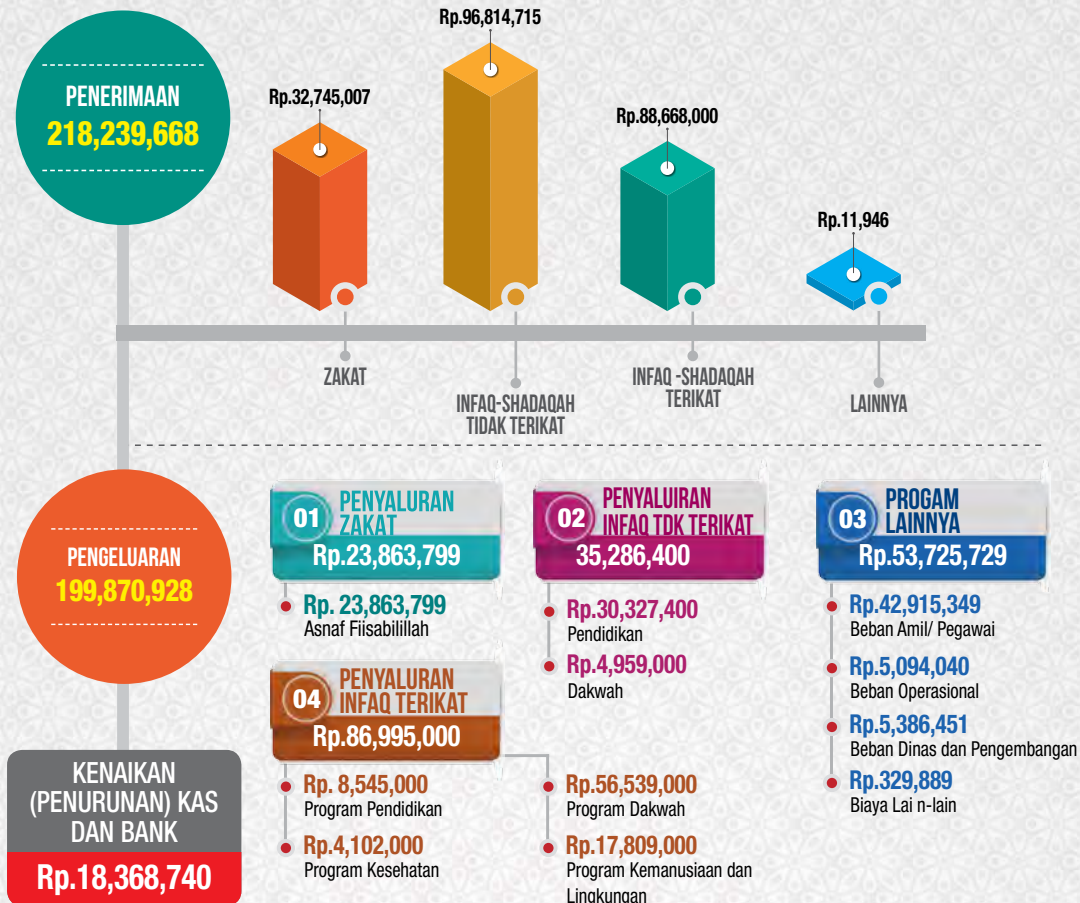 PENERIMAAN
218,239,668
Rp.32,745,007
Rp.96,814,715
Rp.88,668,000
Rp.11,946
ZAKAT
INFAQ-SHADAQAH
TIDAK TERIKAT
INFAQ -SHADAQAH
TERIKAT
LAINNYA
PENGELUARAN
199,870,928
01
PENYALURAN
ZAKAT
Rp.23,863,799
Rp. 23,863,799
Asnaf Fiisabilillah
02
PENYALUIRAN
INFAQ TDK TERIKAT
35,286,400
Rp.30,327,400
Pendidikan
Rp.4,959,000
Dakwah
03
PROGAM
LAINNYA
Rp.53,725,729
Rp.42,915,349
Beban Amil/ Pegawai
Rp.5,094,040
Beban Operasional
Rp.5,386,451
Beban Dinas dan Pengembangan
Rp.329,889
Biaya Lai n-lain
04
PENYALURAN
INFAQ TERIKAT
Rp.86,995,000
Rp. 8,545,000
Program Pendidikan
Rp.4,102,000
Program Kesehatan
Rp.56,539,000
Program Dakwah
Rp.17,809,000
Program Kemanusiaan dan
Lingkungan
KENAIKAN
(PENURUNAN) KAS
DAN BANK
Rp.18,368,740